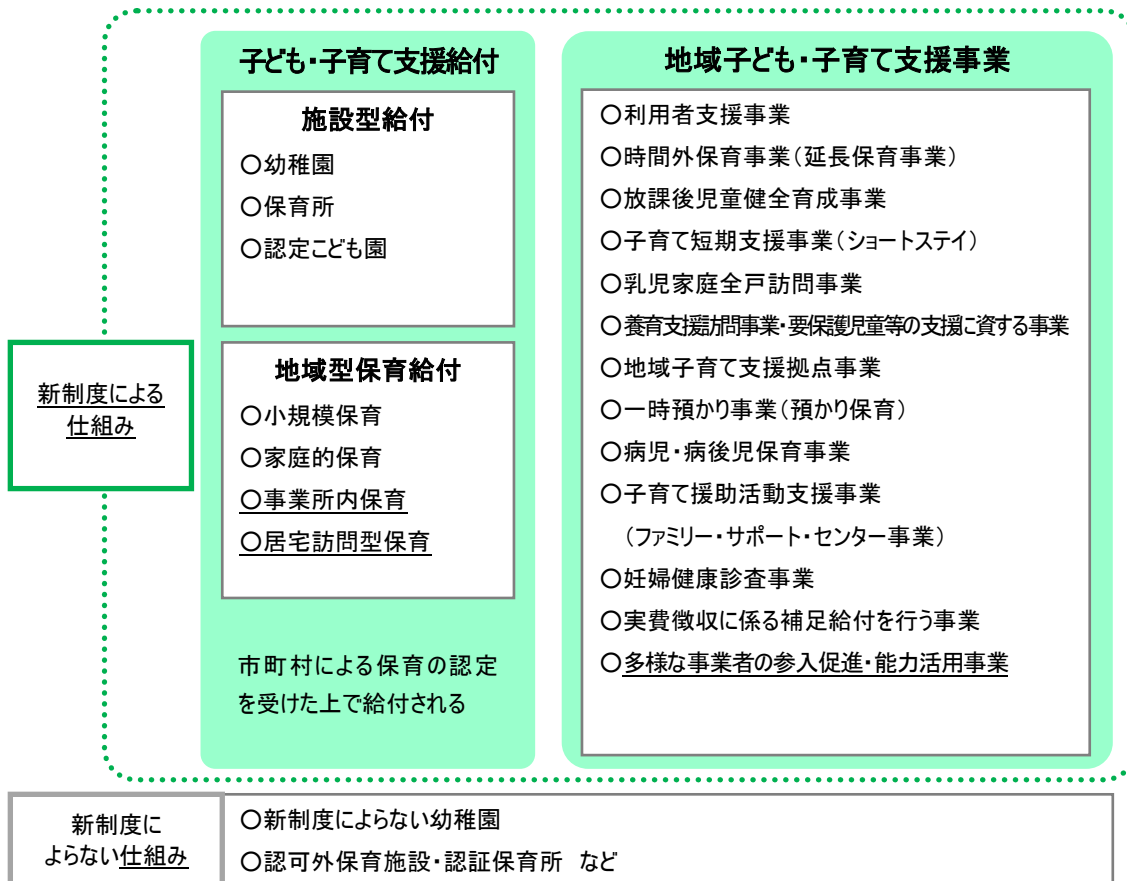 子ども・子育て支援給付
施設型給付
〇幼稚園
〇保育所
〇認定こども園
地域型保育給付
〇小規模保育
〇家庭的保育
〇事業所内保育
〇居宅訪問型保育
市町村による保育の認定
を受けた上で給付される
地域子ども・子育て支援事業
〇利用者支援事業
〇時間外保育事業（延長保育事業）
〇放課後児童健全育成事業
〇子育て短期支援事業（ショートステイ）
〇乳児家庭全戸訪問事業
〇養育支援訪問事業・要保護児童等の支援に資する事業
〇地域子育て支援拠点事業
〇一時預かり事業（預かり保育）
〇病児・病後児保育事業
〇子育て援助活動支援事業
（ファミリー・サポート・センター事業）
〇妊婦健康診査事業
〇実費徴収に係る補足給付を行う事業
〇多様な事業者の参入促進・能力活用事業
新制度による
仕組み
新制度に
よらない仕組み
〇新制度によらない幼稚園
〇認可外保育施設・認証保育所 など